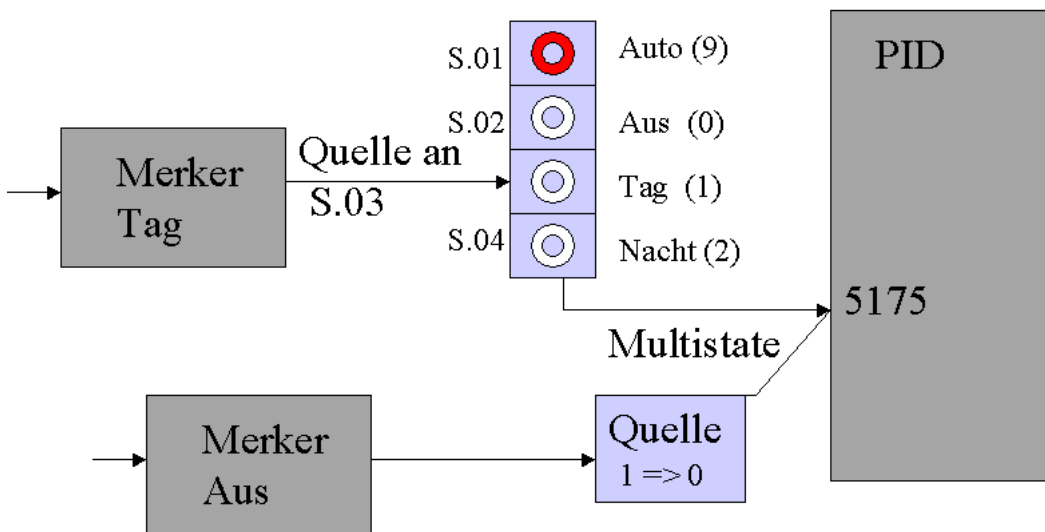 S.01
Auto (9)
PID
S.02
Aus (0)
Merker
Tag
Quelle an
S.03
Tag (1)
S.04
Nacht (2)
5175
Multistate
Merker
Aus
Quelle
1 => 0